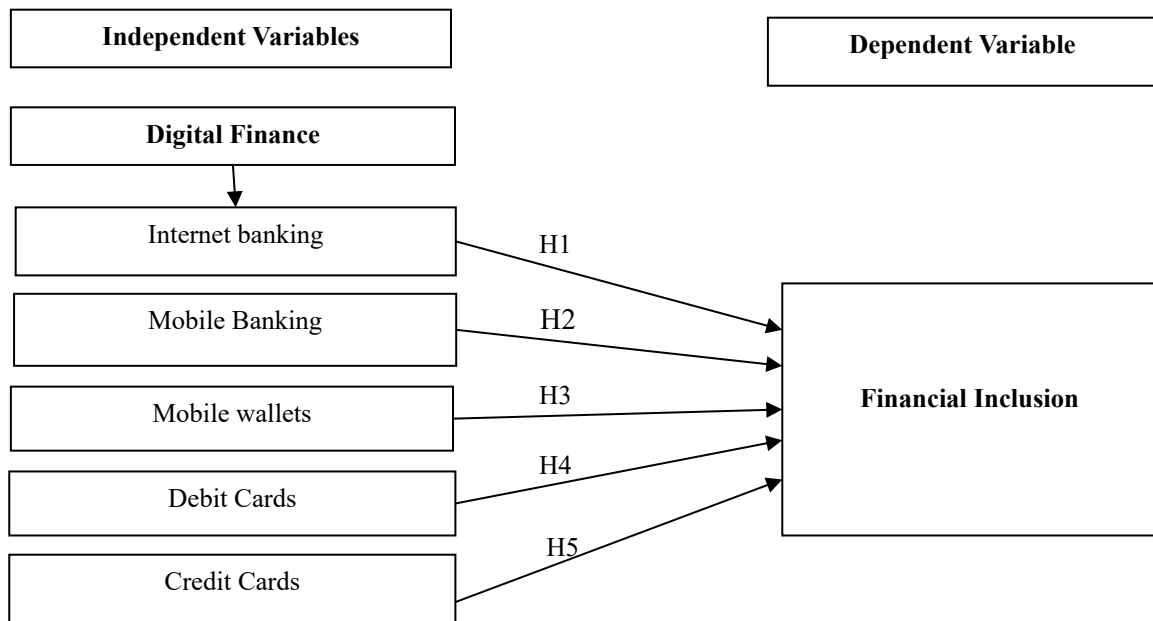 Independent Variables
Dependent Variable
Digital Finance
Internet banking
H1
Mobile Banking
H2
Mobile wallets
H3
Financial Inclusion
H4
Debit Cards
H5
Credit Cards